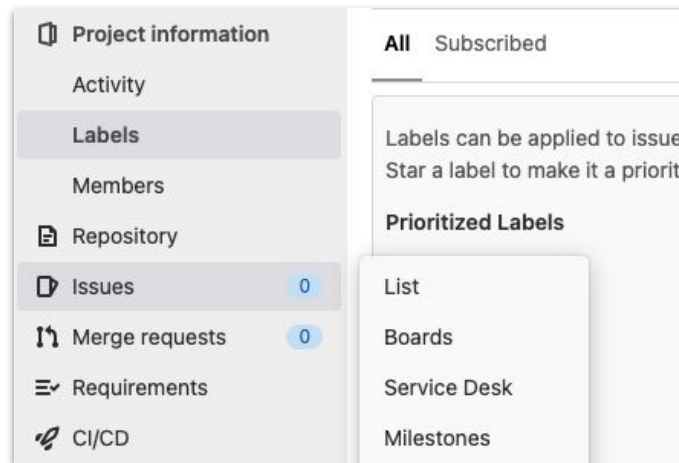 Project information
Activity
Labels
Members
Repository
Issues 0
Merge requests 0
Requirements
CI/CD
All Subscribed
Labels can be applied to issue
Star a label to make it a priorit
Prioritized Labels
List
Boards
Service Desk
Milestones